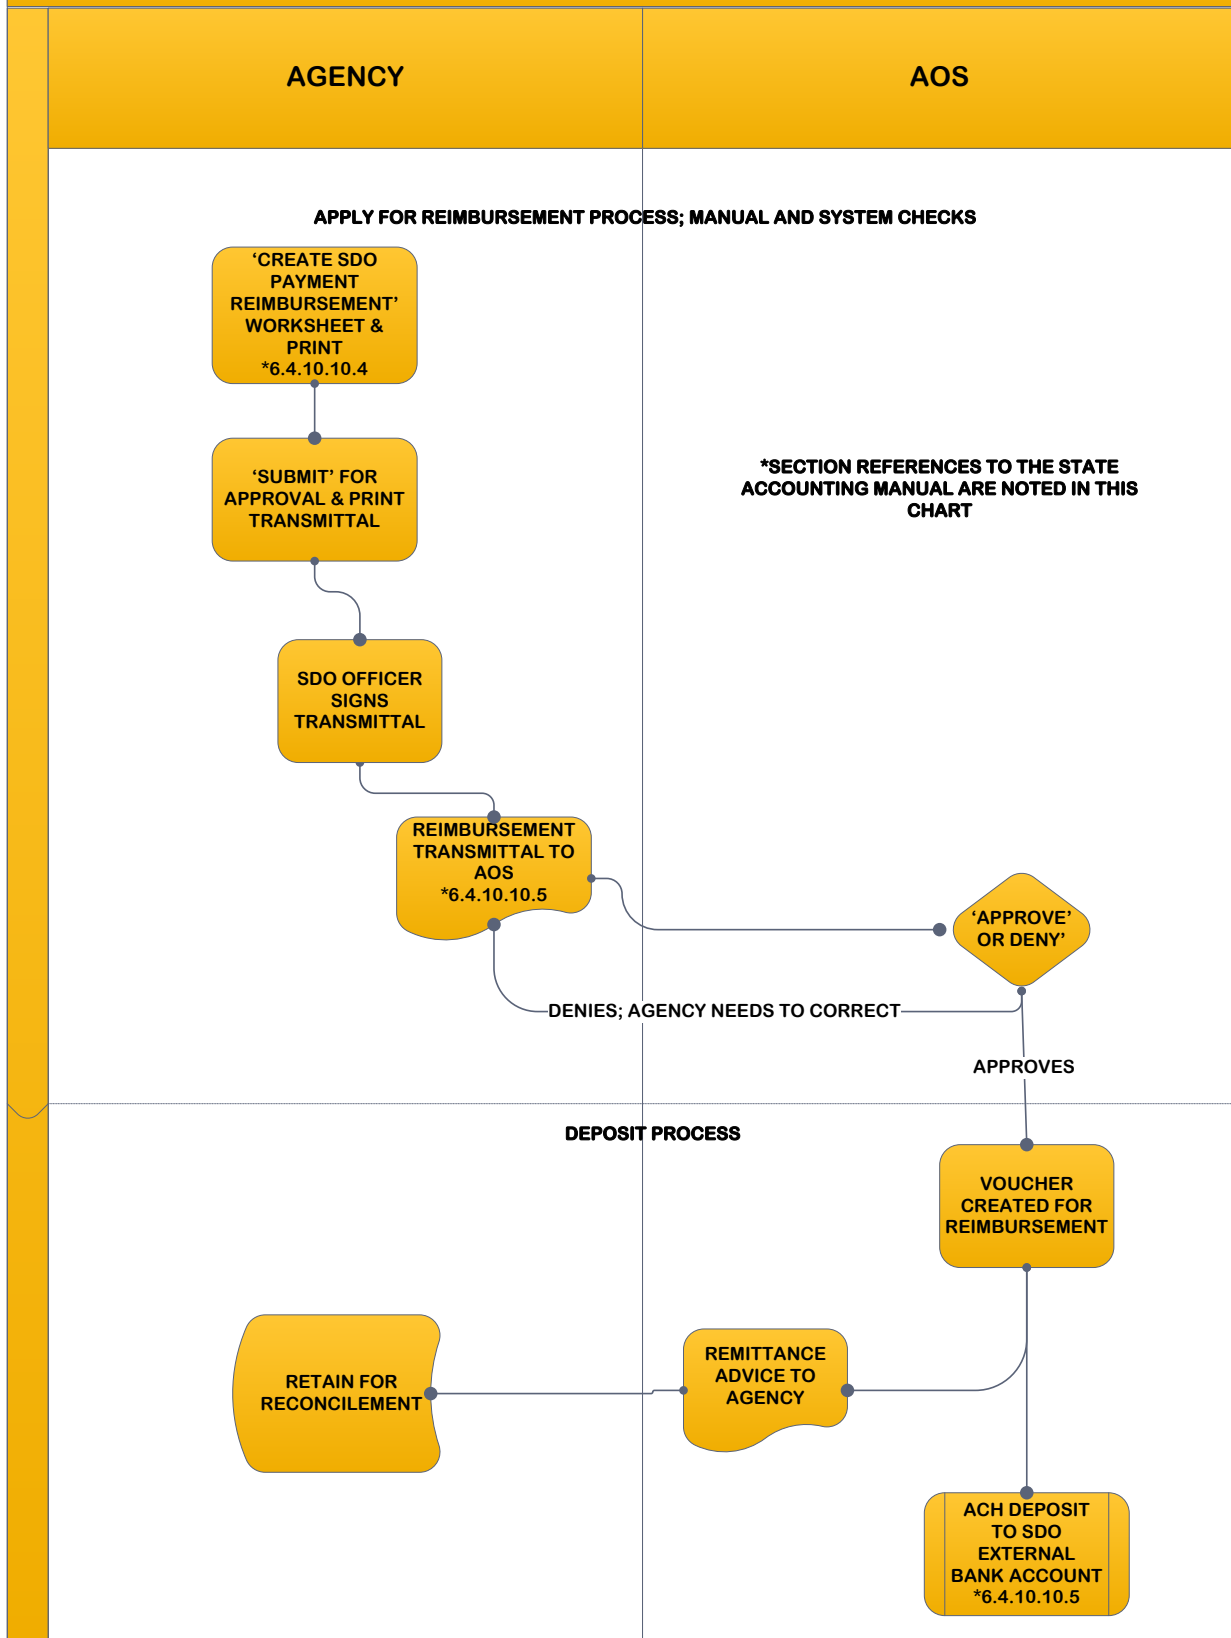 AGENCY
AOS
APPLY FOR REIMBURSEMENT PROCESS; MANUAL AND SYSTEM CHECKS
‘CREATE SDO
PAYMENT
REIMBURSEMENT’
WORKSHEET &
PRINT
*6.4.10.10.4
‘SUBMIT’ FOR
APPROVAL & PRINT
TRANSMITTAL
*SECTION REFERENCES TO THE STATE
ACCOUNTING MANUAL ARE NOTED IN THIS
CHART
SDO OFFICER
SIGNS
TRANSMITTAL
REIMBURSEMENT
TRANSMITTAL TO
AOS
*6.4.10.10.5
‘APPROVE’
OR DENY’
DENIES; AGENCY NEEDS TO CORRECT
APPROVES
DEPOSIT PROCESS
VOUCHER
CREATED FOR
REIMBURSEMENT
REMITTANCE
ADVICE TO
AGENCY
RETAIN FOR
RECONCILEMENT
ACH DEPOSIT
TO SDO
EXTERNAL
BANK ACCOUNT
*6.4.10.10.5